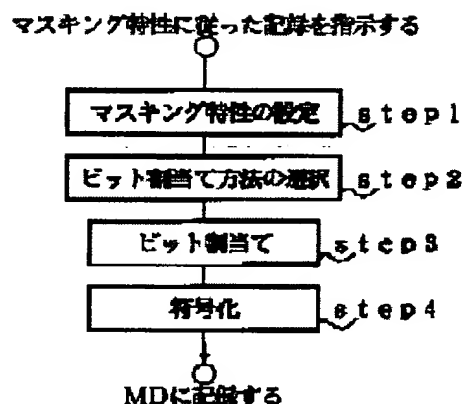 マスキング特性に従った記録を指示する
マスキング特性の設定 step1
ビット割当て方法の選択 step2
ビット割当て step3
符号化 step4
MDに記録する